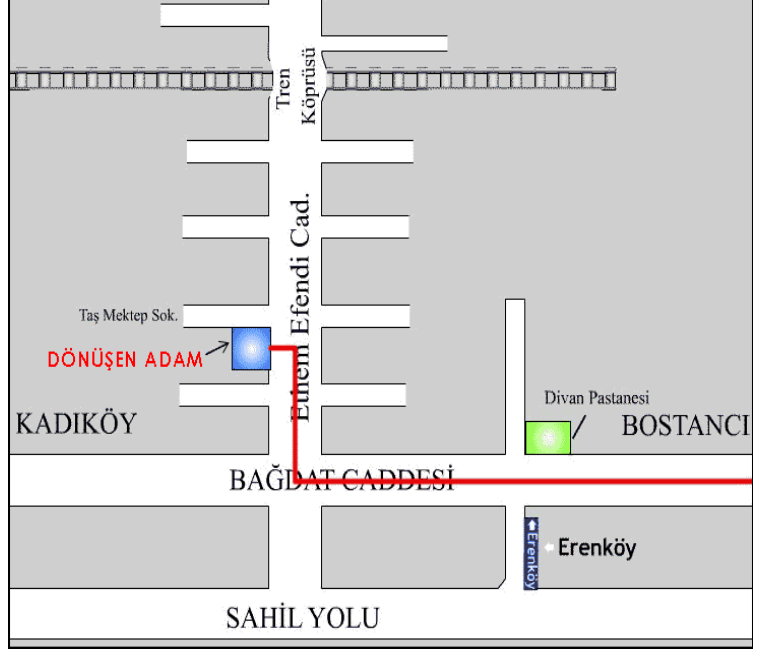 Tren
Köprüsü
Ethem Efendi Cad.
Taş Mektep Sok.
DÖNÜŞEN ADAM
Divan Pastanesi
KADIKÖY
BOSTANCI
BAĞDAT CADDESİ
Erenköy
Erenköy
SAHİL YOLU